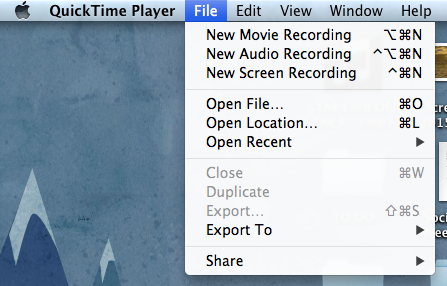 QuickTime Player File Edit View Window Help
New Movie Recording ⌥⌘N
New Audio Recording ^⌥⌘N
New Screen Recording ^⌘N
Open File... ⌘O
Open Location... ⌘L
Open Recent
Close ⌘W
Duplicate
Export... ⇧⌘S
Export To
Share